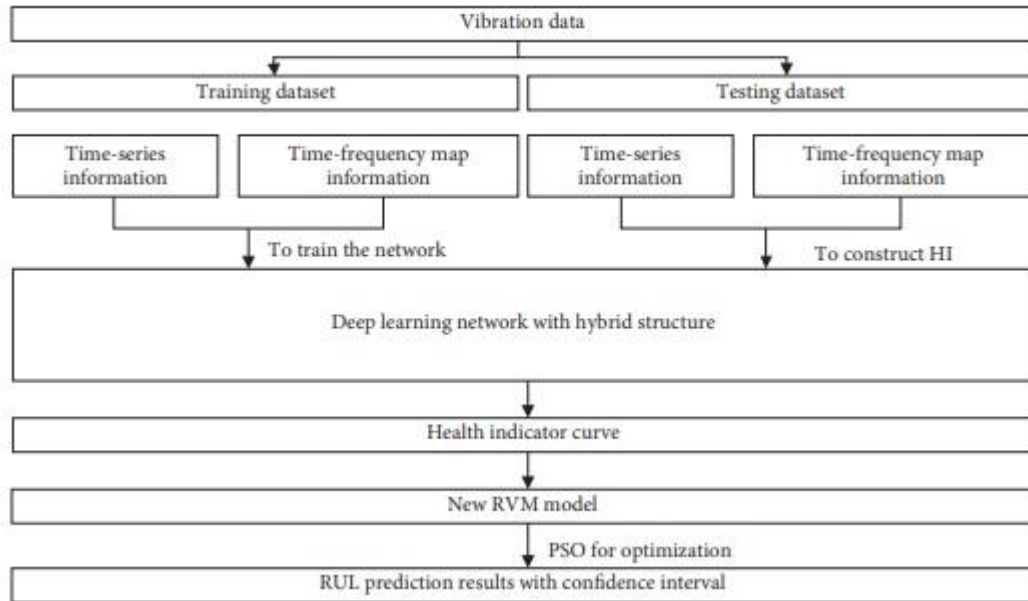 Vibration data
Training dataset
Testing dataset
Time-series
information
Time-frequency map
information
Time-series
information
Time-frequency map
information
To train the network
To construct HI
Deep learning network with hybrid structure
Health indicator curve
New RVM model
PSO for optimization
RUL prediction results with confidence interval